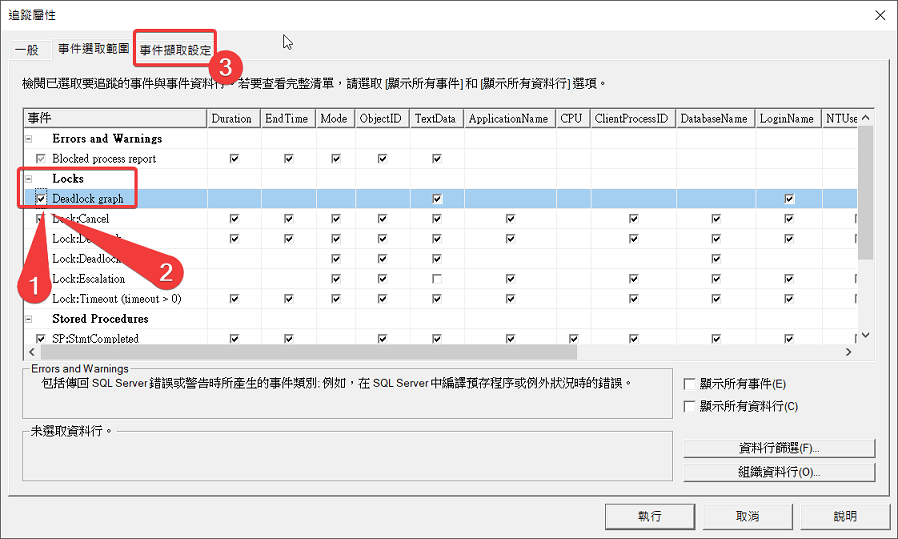 追蹤屬性
一般
事件選取範圍
事件擷取設定
3
檢閱已選取要追蹤的事件與事件資料行。若要查看完整清單，請選取 [顯示所有事件] 和 [顯示所有資料行] 選項。
事件 Duration EndTime Mode ObjectID TextData ApplicationName CPU ClientProcessID DatabaseName LoginName NTUse
Errors and Warnings
Blocked process report
Locks
Deadlock graph
Lock:Cancel
Lock:De
Lock:Deadlock
Lock:Escalation
Lock:Timeout (timeout > 0)
1
2
Stored Procedures
SP:StmtCompleted
Errors and Warnings
包括傳回 SQL Server 錯誤或警告時所產生的事件類別; 例如，在 SQL Server 中編譯預存程序或例外狀況時的錯誤。
顯示所有事件(E)
顯示所有資料行(C)
未選取資料行。
資料行篩選(F)...
組織資料行(O)...
執行
取消
說明